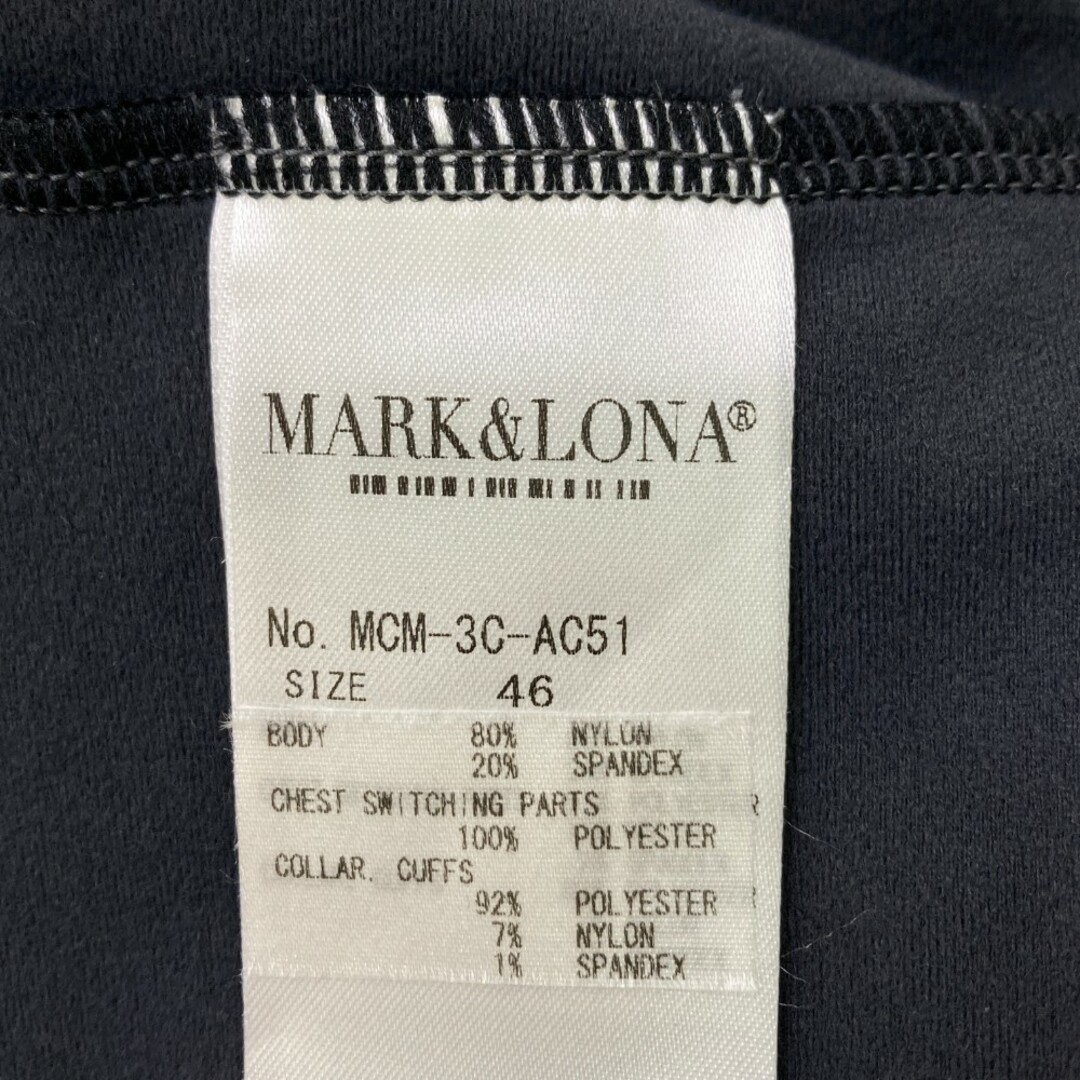 MARK&LONA®
No. MCM-3C-AC51
SIZE 46
BODY 80% NYLON
20% SPANDEX
CHEST SWITCHING PARTS
100% POLYESTER
COLLAR. CUFFS
92% POLYESTER
7% NYLON
1% SPANDEX